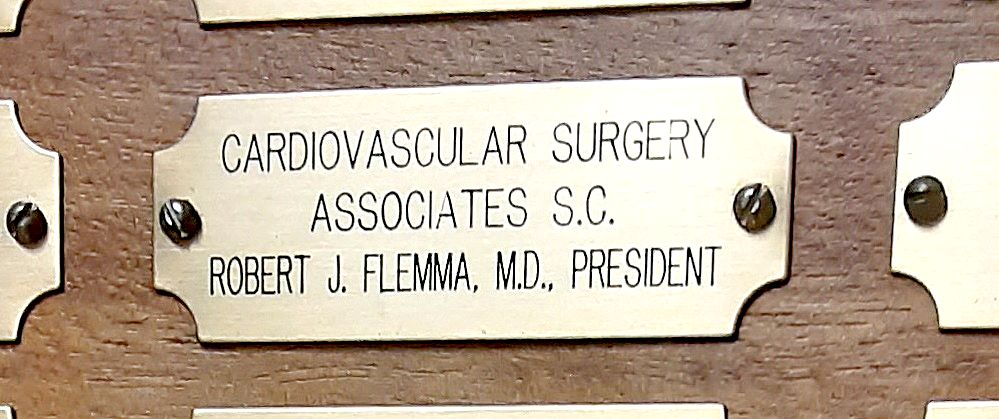 CARDIOVASCULAR SURGERY
ASSOCIATES S.C.
ROBERT J. FLEMMA, M.D., PRESIDENT